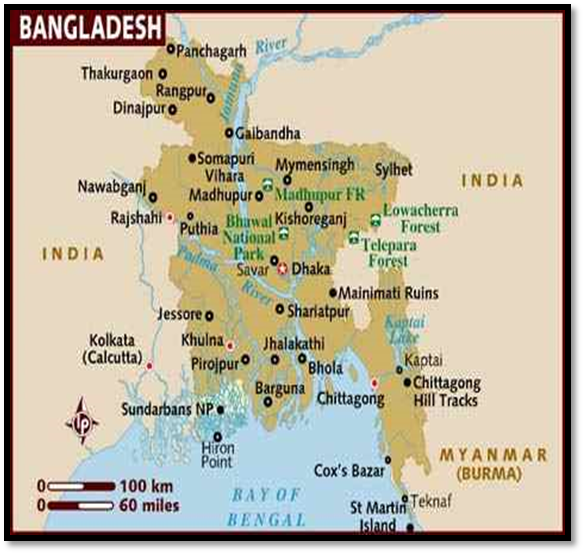 BANGLADESH
River
Panchagarh
Thakurgaon
Rangpur
Jamuna
Dinajpur
Gaibandha
Somapuri
Vihara
Mymensingh
Sylhet
INDIA
Nawabganj
Madhupur
Madhupur FR
Rajshahi
Puthia
Kishoreganj
Lowacherra
Forest
Bhawal
National
Park
Telepara
Forest
INDIA
Padma
River
Savar
Dhaka
Mainimati Ruins
Jessore
Shariatpur
Kaptai
Lake
Kolkata
(Calcutta)
Khulna
Jhalakathi
Pirojpur
Bhola
Kaptai
Barguna
Chittagong
Chittagong
Hill Tracts
Sundarbans NP
LP
Hiron
Point
Cox's Bazar
MYANMAR
(BURMA)
0 100 km
0 60 miles
BAY OF
BENGAL
Teknaf
St Martin
Island